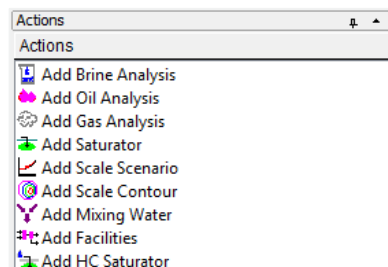 Actions
Actions
Add Brine Analysis
Add Oil Analysis
Add Gas Analysis
Add Saturator
Add Scale Scenario
Add Scale Contour
Add Mixing Water
Add Facilities
Add HC Saturator